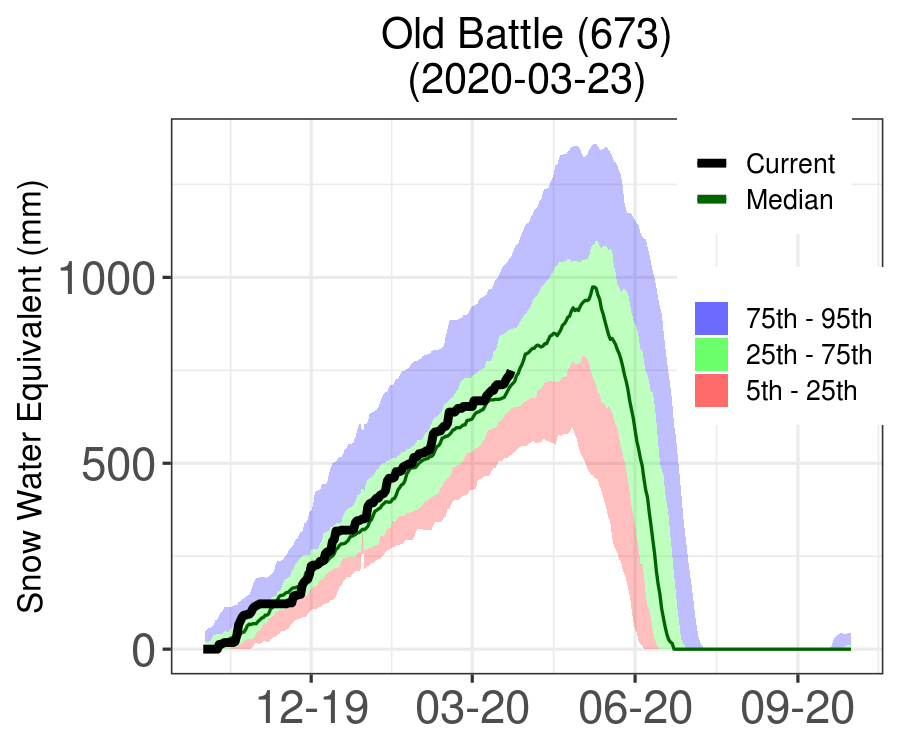 Old Battle (673)
(2020-03-23)
Snow Water Equivalent (mm)
1000
500
0
12-19
03-20
06-20
09-20
Current
Median
75th - 95th
25th - 75th
5th - 25th